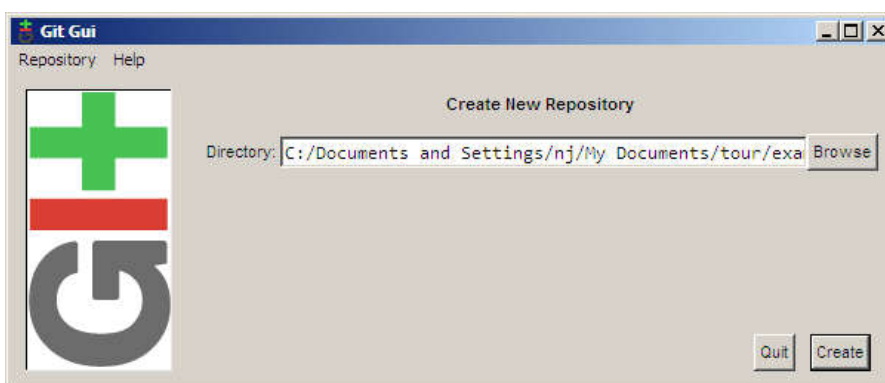 Git Gui
Repository Help
Create New Repository
Directory: C:/Documents and Settings/nj/My Documents/tour/exa Browse
GIT
Quit Create